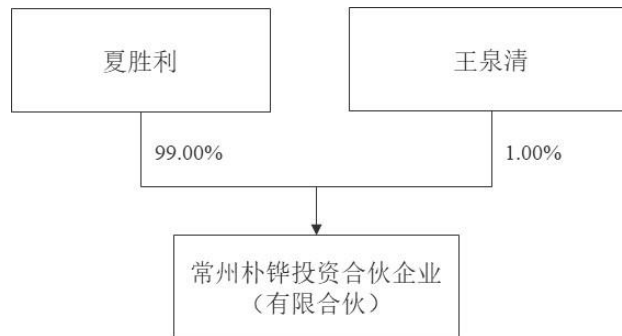 夏胜利
王泉清
99.00%
1.00%
常州朴铧投资合伙企业
（有限合伙）